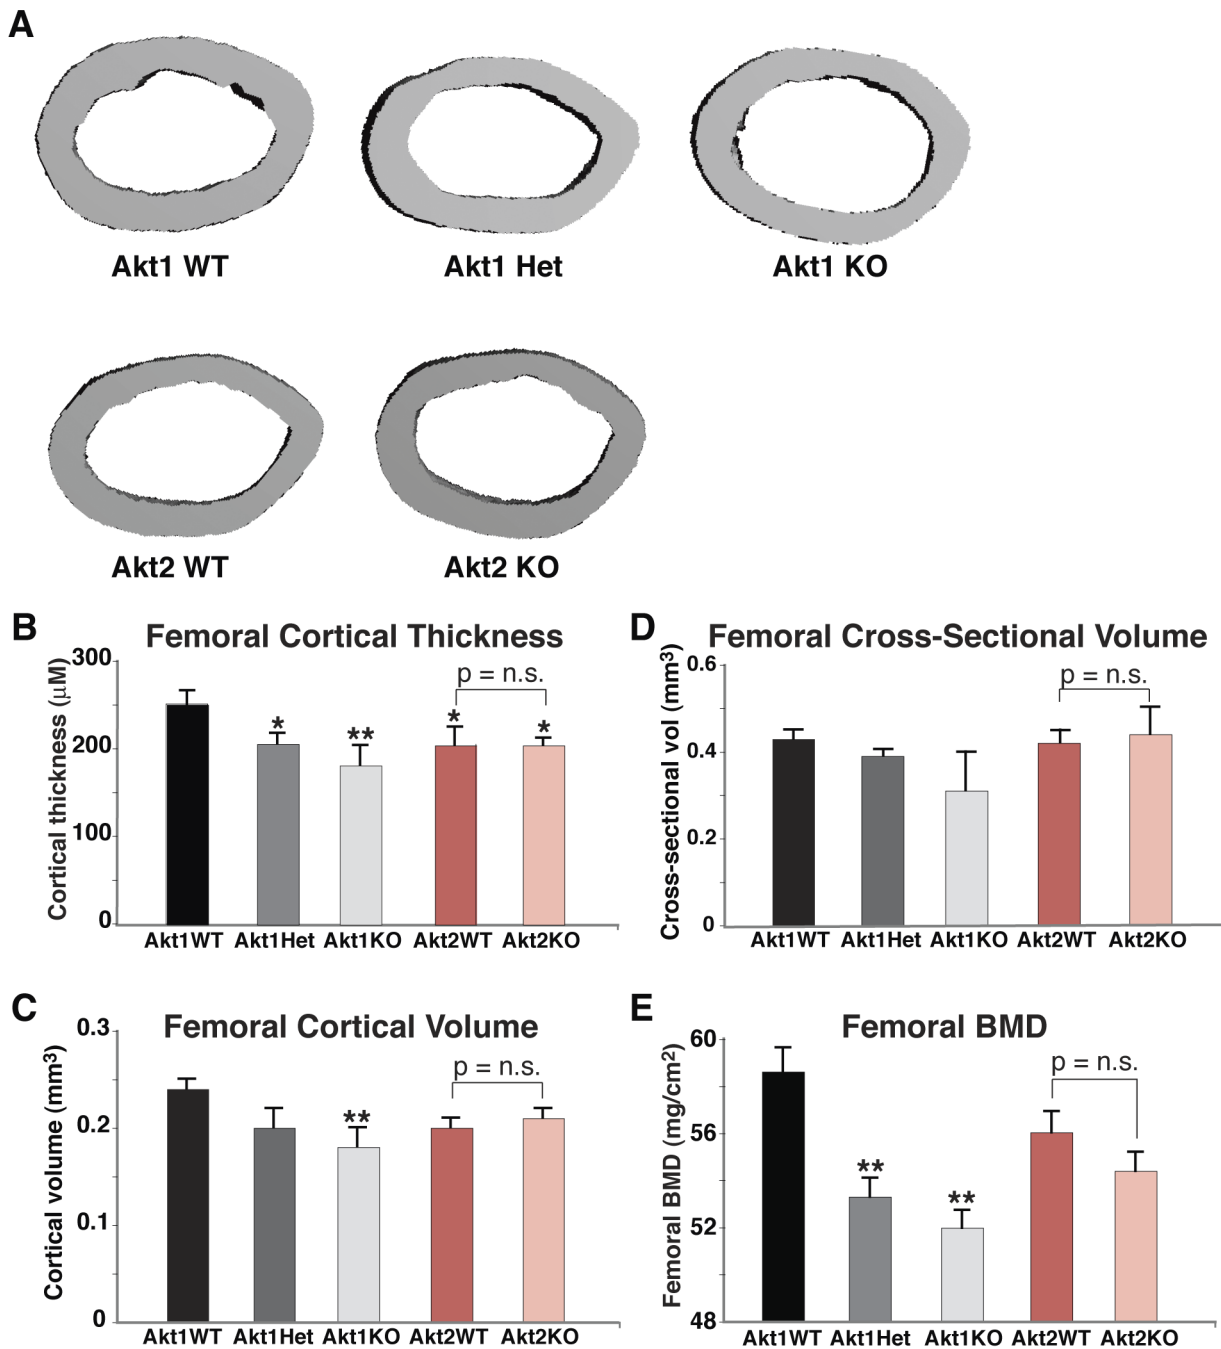 A
Akt1 WT
Akt1 Het
Akt1 KO
Akt2 WT
Akt2 KO
B
Femoral Cortical Thickness
Cortical thickness (µM)
300
200
100
0
*
**
*
*
p = n.s.
Akt1WT Akt1Het Akt1KO Akt2WT Akt2KO
D
Femoral Cross-Sectional Volume
Cross-sectional vol (mm³)
0.6
0.4
0.2
0
p = n.s.
Akt1WT Akt1Het Akt1KO Akt2WT Akt2KO
C
Femoral Cortical Volume
Cortical volume (mm³)
0.3
0.2
0.1
0
**
p = n.s.
Akt1WT Akt1Het Akt1KO Akt2WT Akt2KO
E
Femoral BMD
Femoral BMD (mg/cm²)
60
56
52
48
**
**
p = n.s.
Akt1WT Akt1Het Akt1KO Akt2WT Akt2KO